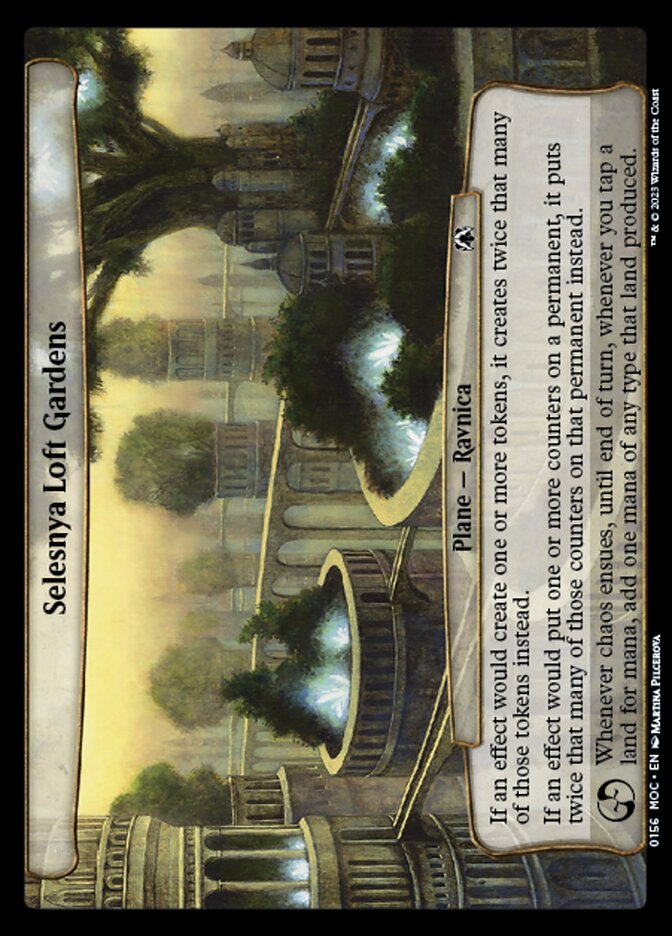 Selesnya Loft Gardens
Plane — Ravnica
If an effect would create one or more tokens, it creates twice that many
of those tokens instead.
If an effect would put one or more counters on a permanent, it puts
twice that many of those counters on that permanent instead.
Whenever chaos ensues, until end of turn, whenever you tap a
land for mana, add one mana of any type that land produced.
0156 MOC • EN Martina Pilcerova ™ & © 2023 Wizards of the Coast